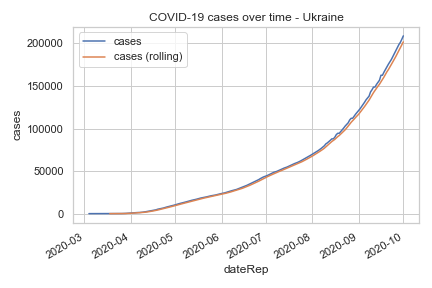 COVID-19 cases over time - Ukraine
cases
cases (rolling)
200000
150000
100000
50000
0
cases
2020-03
2020-04
2020-05
2020-06
2020-07
2020-08
2020-09
2020-10
dateRep